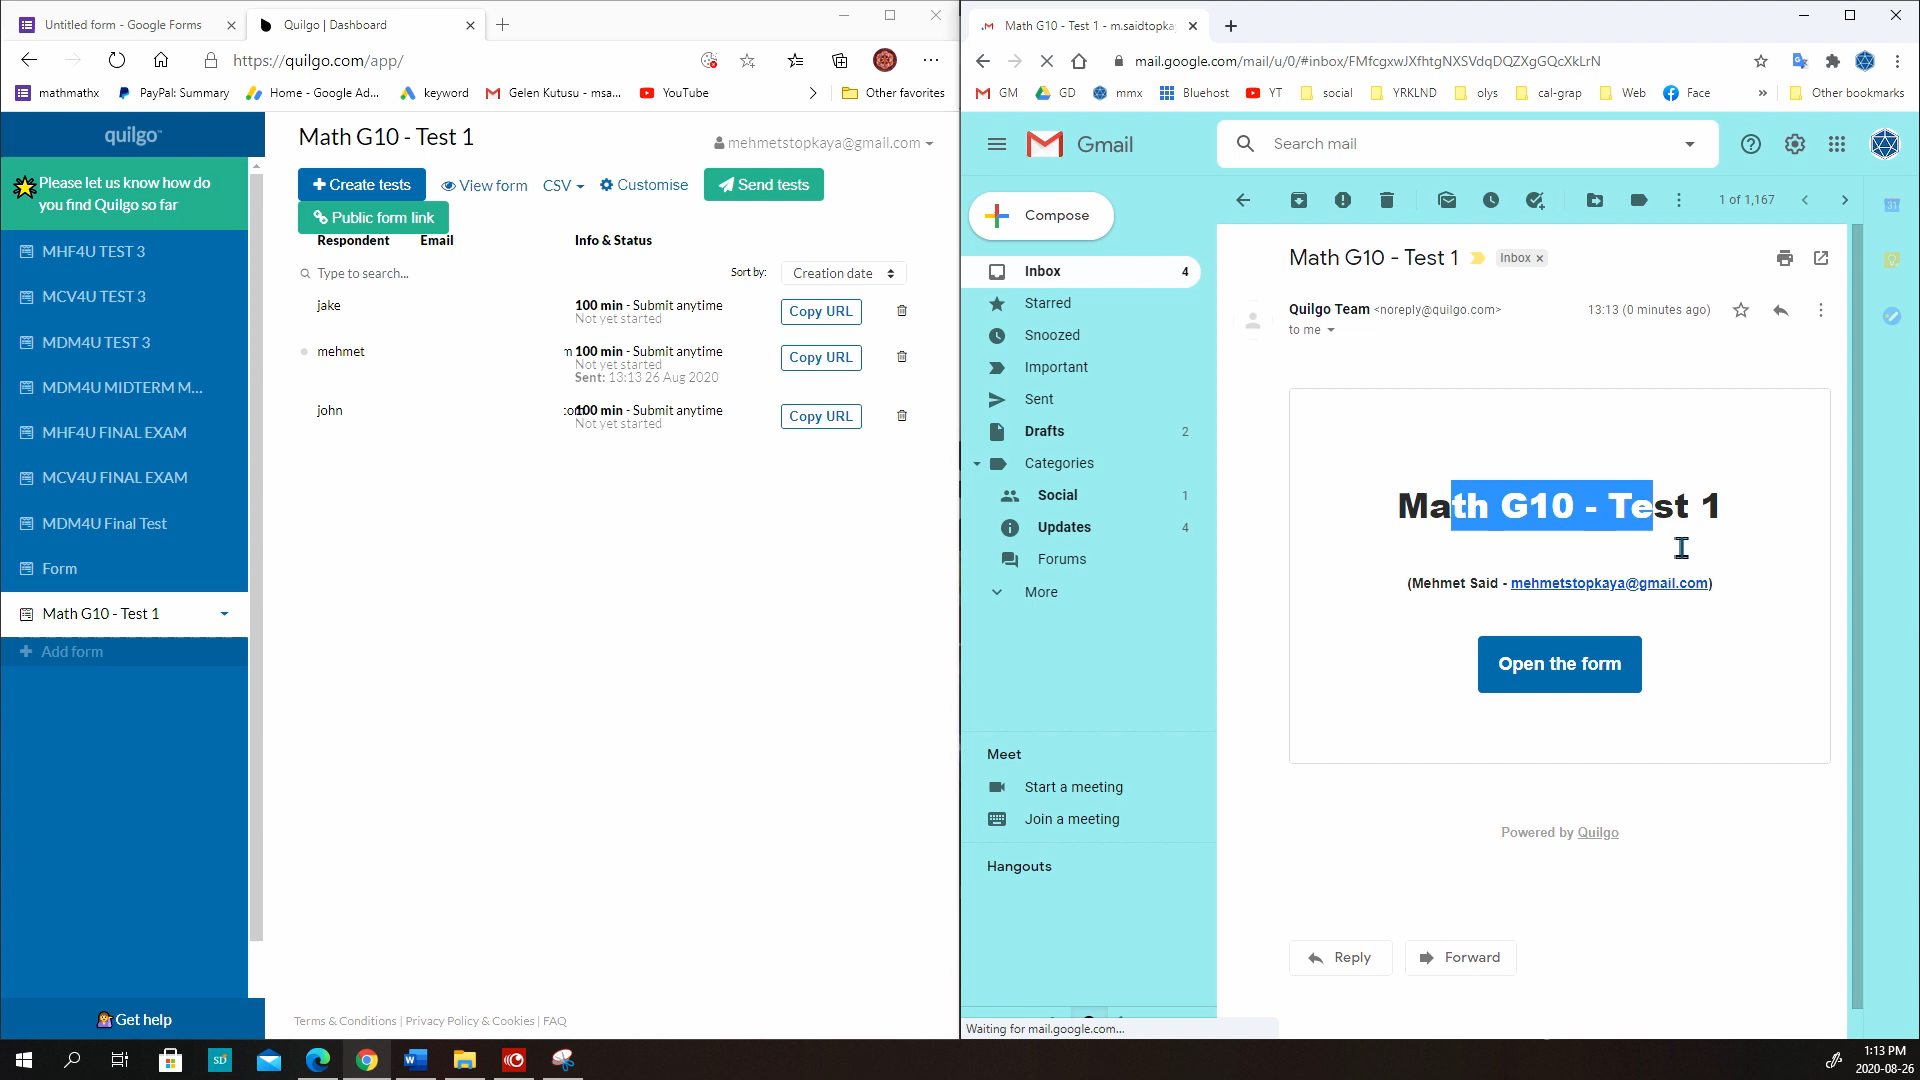 Untitled form - Google Forms
Quilgo | Dashboard
https://quilgo.com/app/
mathmathx
PayPal: Summary
Home - Google Ad...
keyword
Gelen Kutusu - msa...
YouTube
Other favorites
quilgo
Please let us know how do
you find Quilgo so far
MHF4U TEST 3
MCV4U TEST 3
MDM4U TEST 3
MDM4U MIDTERM M...
MHF4U FINAL EXAM
MCV4U FINAL EXAM
MDM4U Final Test
Form
Math G10 - Test 1
Add form
Get help
Math G10 - Test 1
mehmetstopkaya@gmail.com
Create tests
View form
CSV
Customise
Send tests
Public form link
Respondent
Email
Info & Status
Type to search...
Sort by:
Creation date
jake
100 min - Submit anytime
Not yet started
Copy URL
mehmet
m 100 min - Submit anytime
Not yet started
Sent: 13:13 26 Aug 2020
Copy URL
john
100 min - Submit anytime
Not yet started
Copy URL
Terms & Conditions | Privacy Policy & Cookies | FAQ
Math G10 - Test 1 - m.saidtopka
mail.google.com/mail/u/0/#inbox/FMfcgxwJXfhtgNXSVdqDQZXgGQcXkLrN
GM
GD
mmx
Bluehost
YT
social
YRKLND
olys
cal-grap
Web
Face
Other bookmarks
Gmail
Search mail
Compose
1 of 1,167
Inbox 4
Starred
Snoozed
Important
Sent
Drafts 2
Categories
Social 1
Updates 4
Forums
More
Meet
Start a meeting
Join a meeting
Hangouts
Math G10 - Test 1
Inbox
Quilgo Team <noreply@quilgo.com>
13:13 (0 minutes ago)
to me
Math G10 - Test 1
(Mehmet Said - mehmetstopkaya@gmail.com)
Open the form
Powered by Quilgo
Reply
Forward
Waiting for mail.google.com...
SD
1:13 PM
2020-08-26